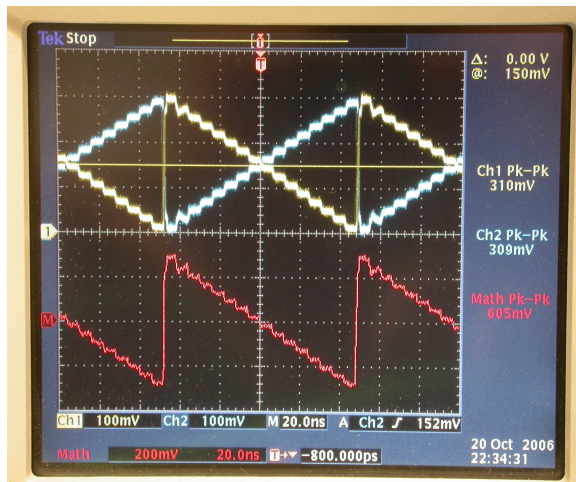 Tek Stop
U
T
Δ: 0.00 V
@: 150mV
Ch1 Pk-Pk
310mV
1
Ch2 Pk-Pk
309mV
Math Pk-Pk
605mV
M
Ch1 100mV Ch2 100mV M 20.0ns A Ch2 ʃ 152mV
Math 200mV 20.0ns T→▼ -800.000ps
20 Oct 2006
22:34:31